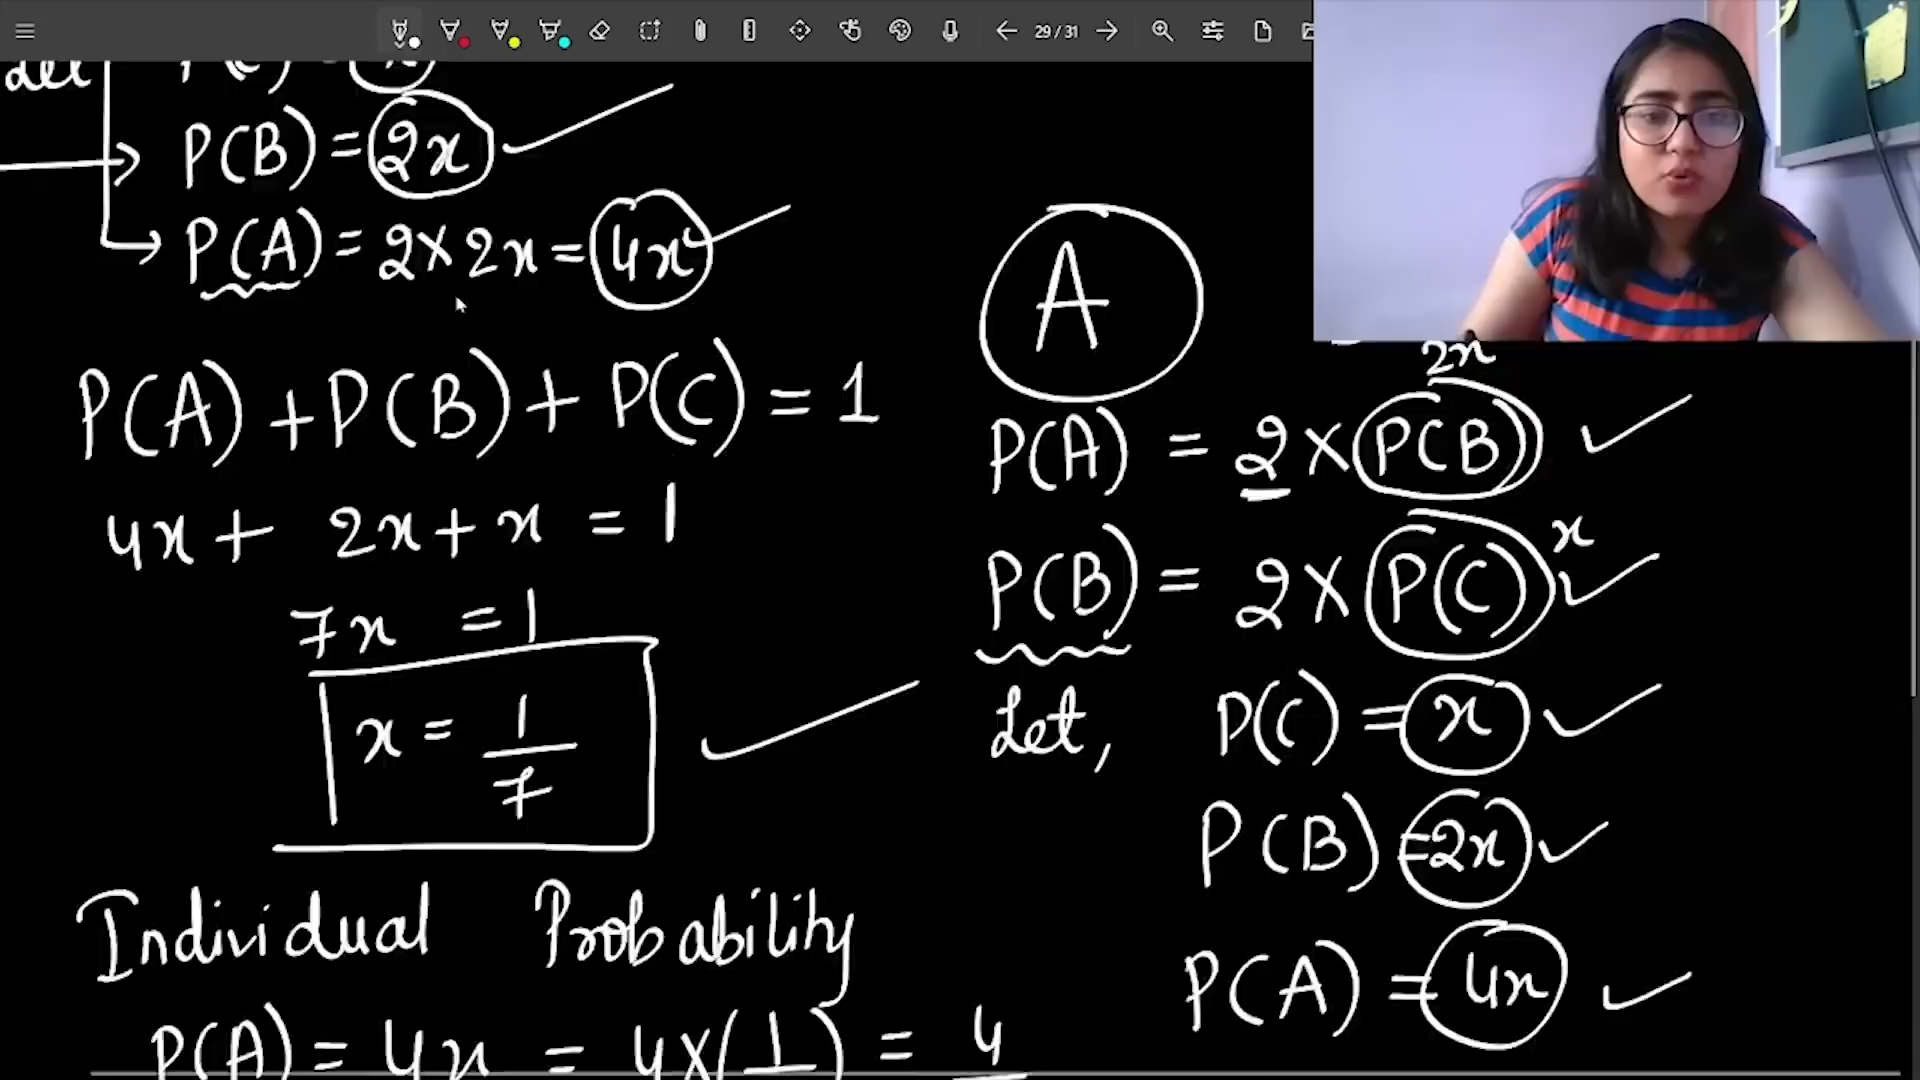 29 / 31
Let
P(B) = 2x
P(A) = 2 X 2x = 4x
P(A) + P(B) + P(C) = 1
4x + 2x + x = 1
7x = 1
x = 1/7
Individual Probability
P(A) = 4x = 4 X (1) = 4
A
2x
P(A) = 2 X P(B)
P(B) = 2 X P(C) x
Let, P(C) = x
P(B) = 2x
P(A) = 4x